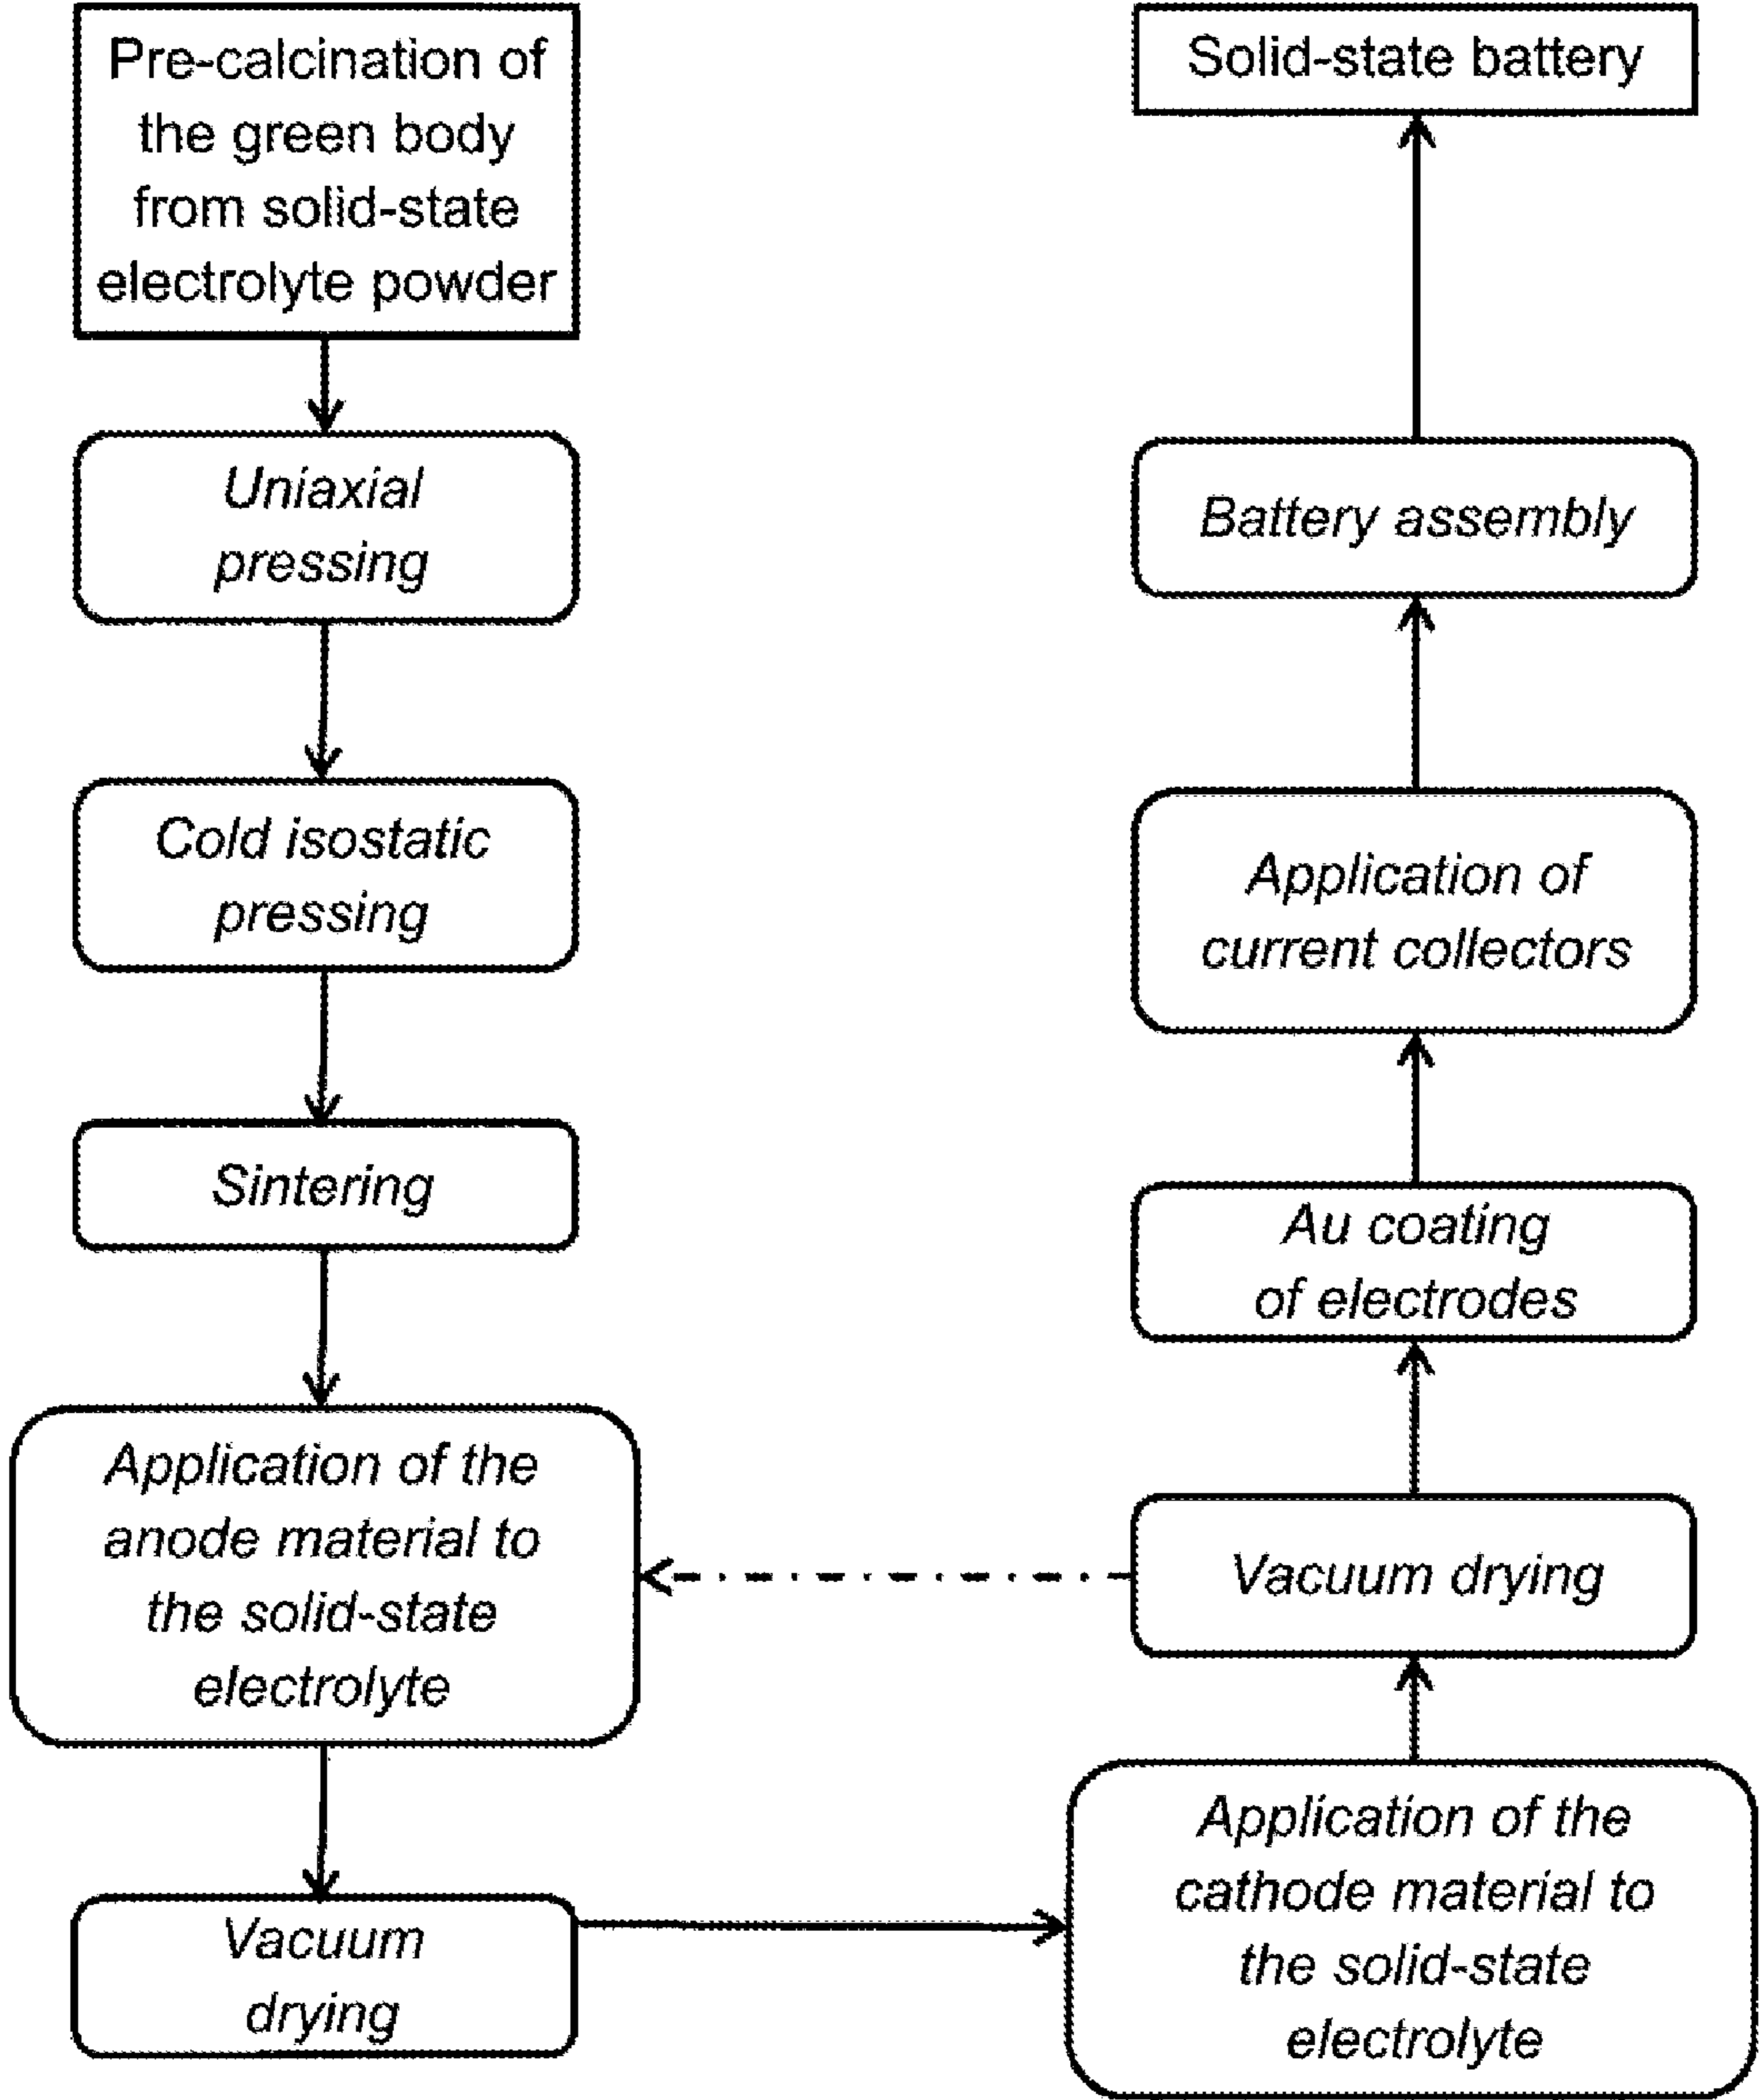 Pre-calcination of
the green body
from solid-state
electrolyte powder
Uniaxial
pressing
Cold isostatic
pressing
Sintering
Application of the
anode material to
the solid-state
electrolyte
Vacuum
drying
Application of the
cathode material to
the solid-state
electrolyte
Vacuum drying
Au coating
of electrodes
Application of
current collectors
Battery assembly
Solid-state battery